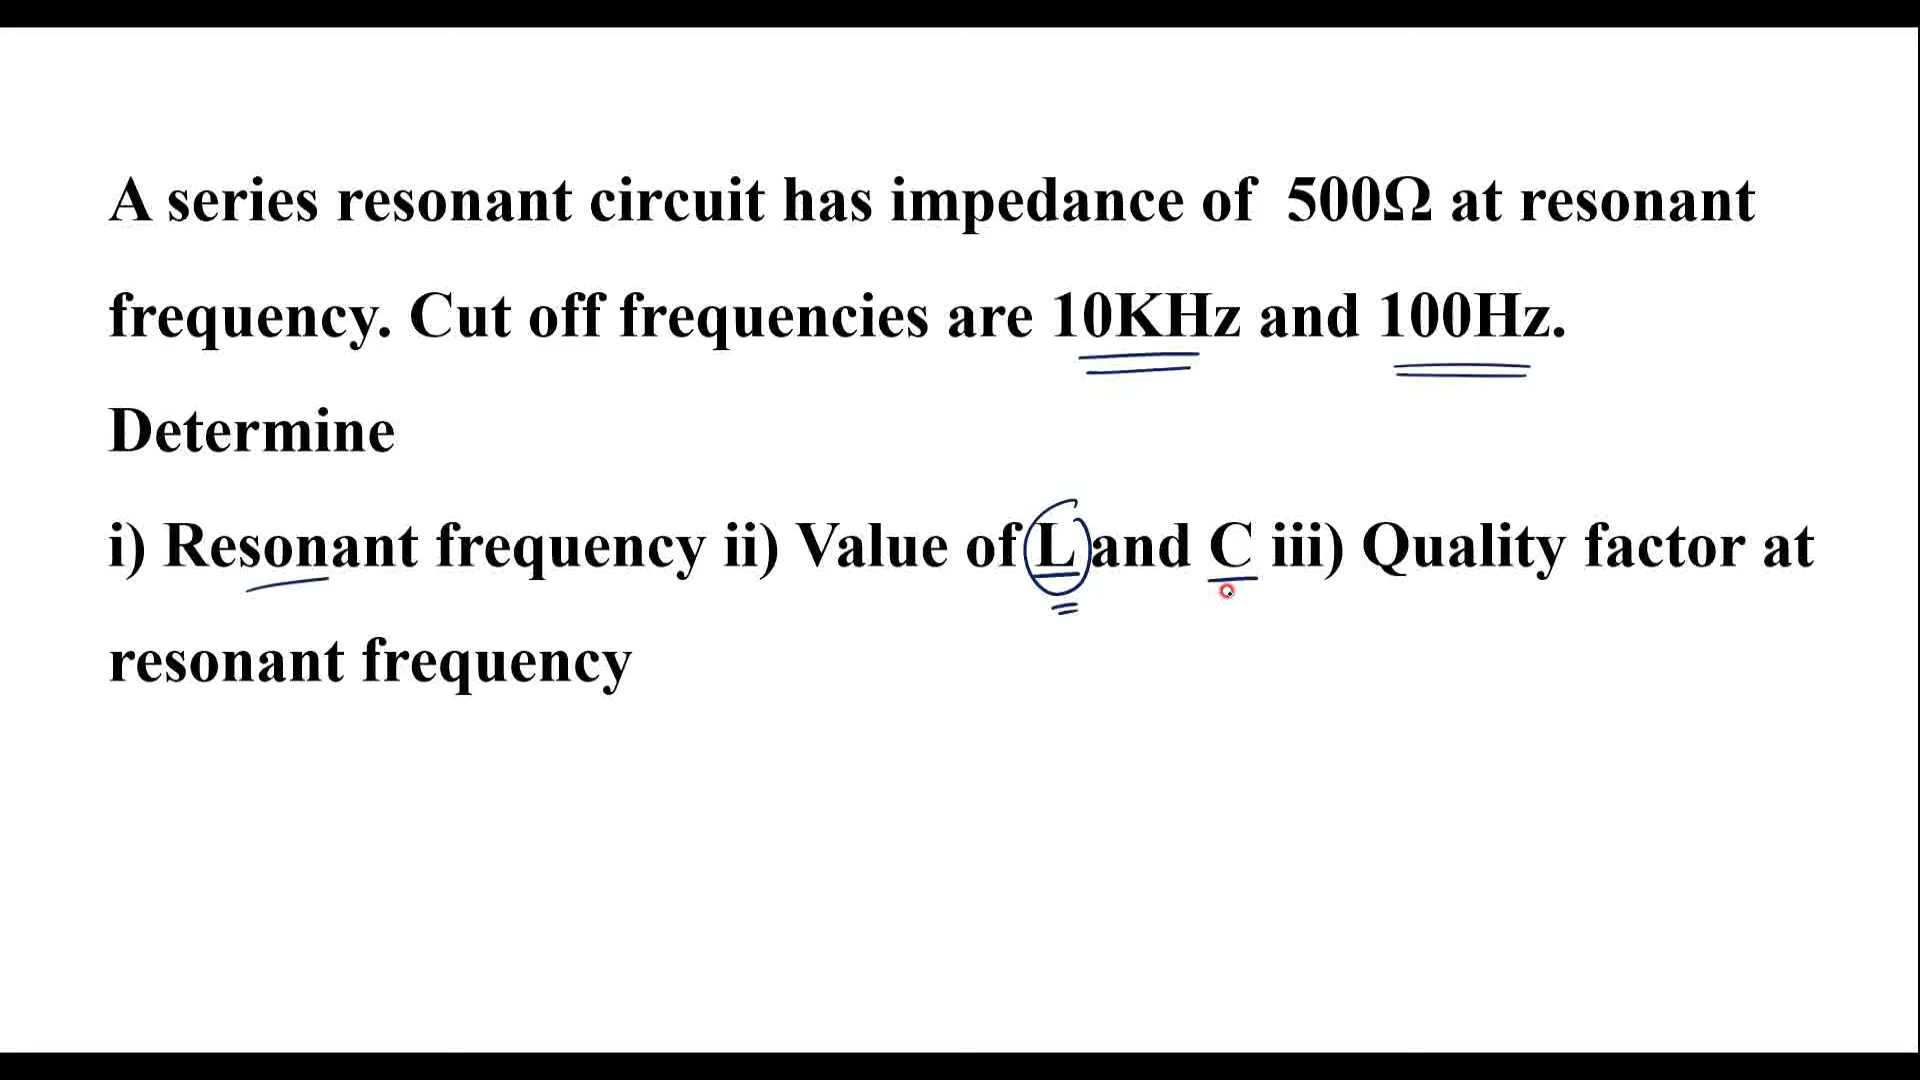 A series resonant circuit has impedance of 500Ω at resonant
frequency. Cut off frequencies are 10KHz and 100Hz.
Determine
i) Resonant frequency ii) Value of L and C iii) Quality factor at
resonant frequency